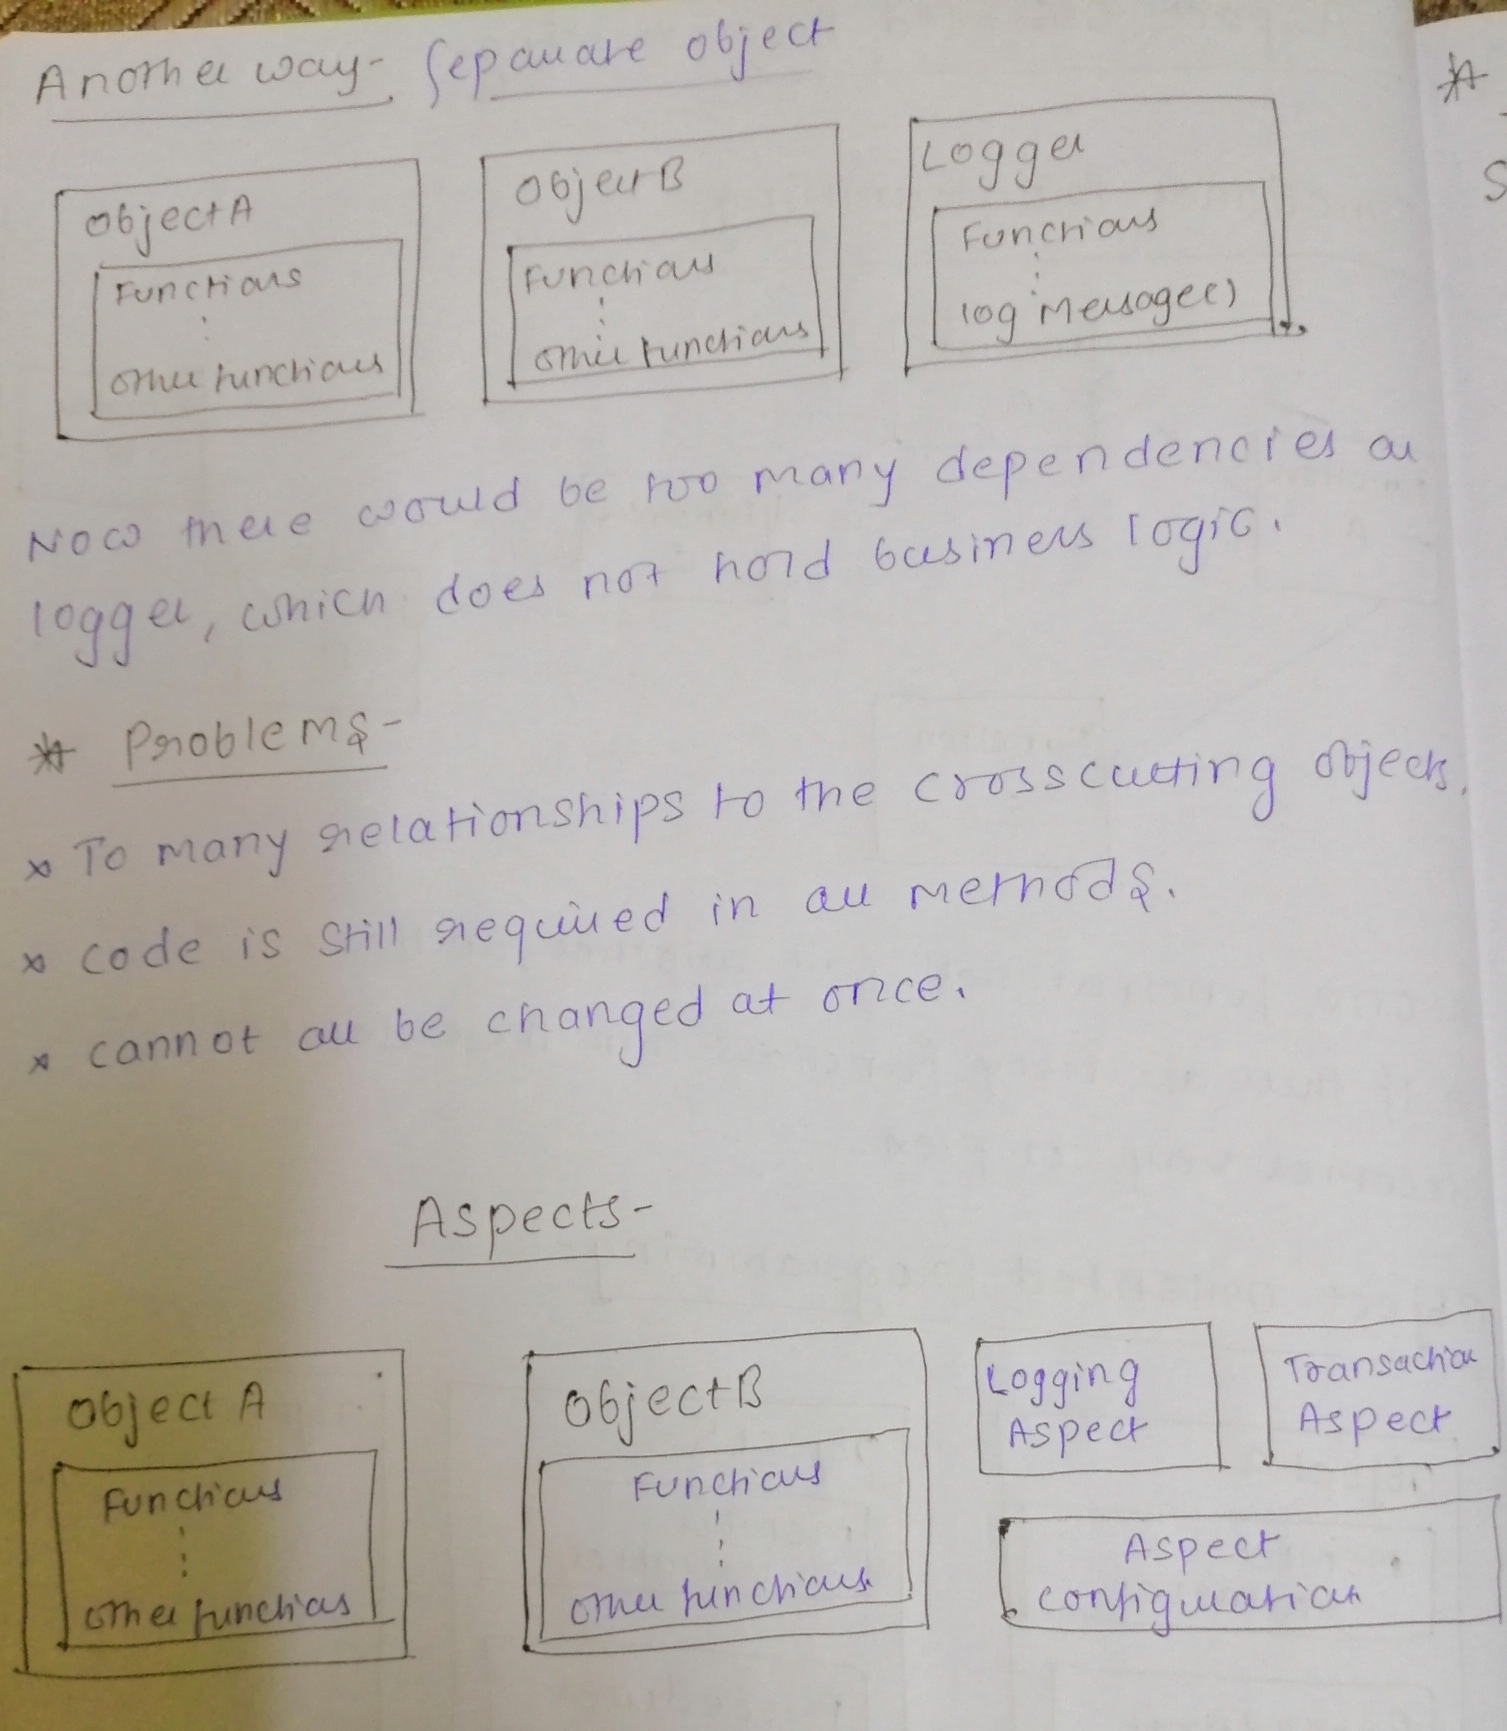 Another way- Separate object
Object A
Functions
other functions
Object B
Functions
other functions
Logger
Functions
log Message()
Now there would be too many dependencies on
logger, which does not hold business logic.
* Problems-
* To many relationships to the crosscutting objects.
* code is still required in all methods.
* cannot all be changed at once.
Aspects-
Object A
Functions
other functions
Object B
Functions
other functions
Logging
Aspect
Transaction
Aspect
Aspect
configuration